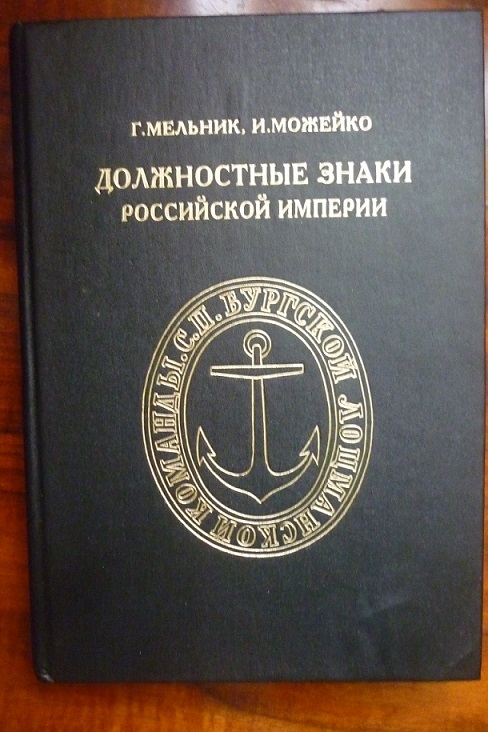 Г.МЕЛЬНИК, И.МОЖЕЙКО
ДОЛЖНОСТНЫЕ ЗНАКИ
РОССИЙСКОЙ ИМПЕРИИ
С.П.БУРГСКОЙ ЛОЦМАНСКОЙ КОМАНДЫ.